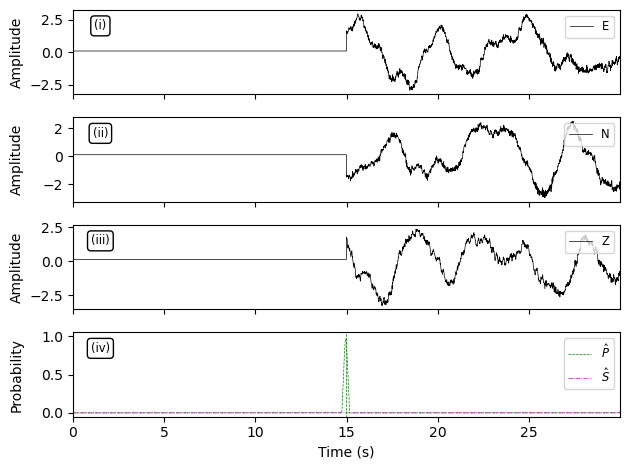 2.5
0.0
−2.5
Amplitude
(i)
E
2
0
−2
Amplitude
(ii)
N
2.5
0.0
−2.5
Amplitude
(iii)
Z
1.0
0.5
0.0
Probability
(iv)
P̂
Ŝ
0 5 10 15 20 25
Time (s)